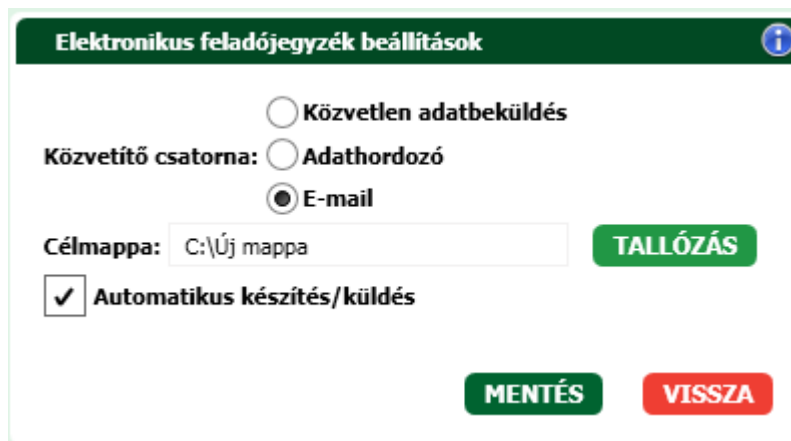 Elektronikus feladójegyzék beállítások
Közvetlen adatbeküldés
Közvetítő csatorna: Adathordozó
E-mail
Célmappa: C:\Új mappa TALLÓZÁS
Automatikus készítés/küldés
MENTÉS VISSZA